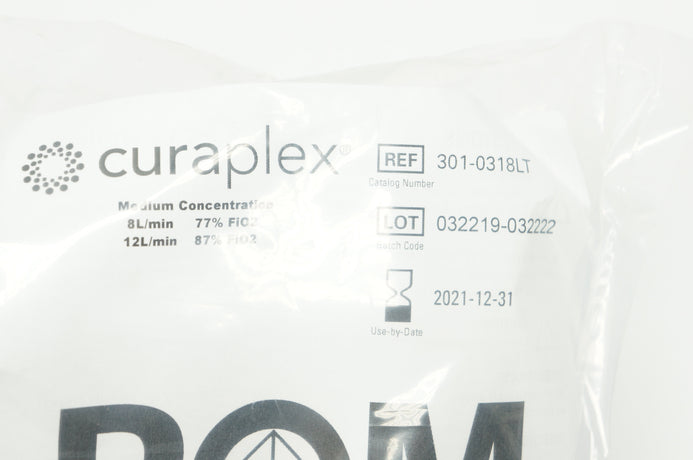 curaplex®
Medium Concentration
8L/min 77% FiO2
12L/min 87% FiO2
REF 301-0318LT
Catalog Number
LOT 032219-032222
Batch Code
2021-12-31
Use-by-Date
POM